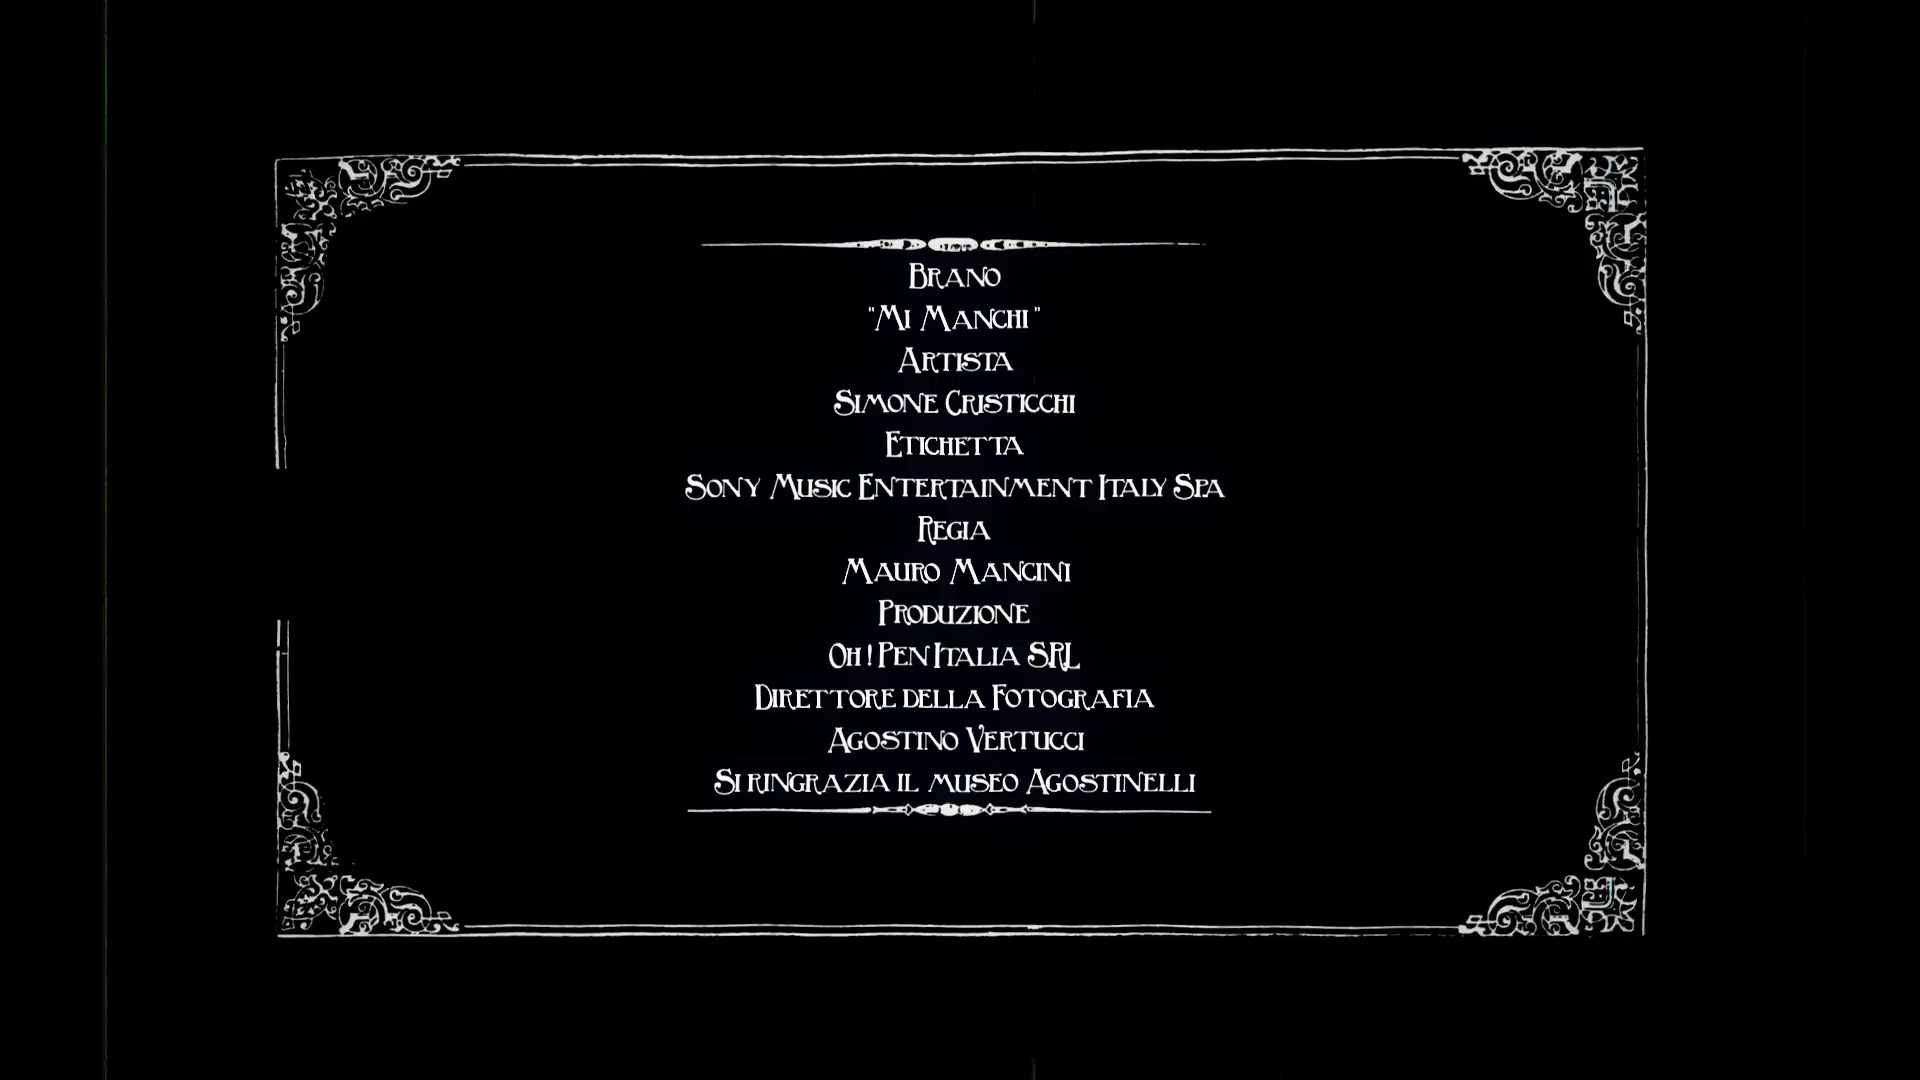 Brano
"Mi Manchi"
Artista
Simone Cristicchi
Etichetta
Sony Music Entertainment Italy Spa
Regia
Mauro Mancini
Produzione
Oh!Pen Italia SRL
Direttore della Fotografia
Agostino Vertucci
Si ringrazia il museo Agostinelli